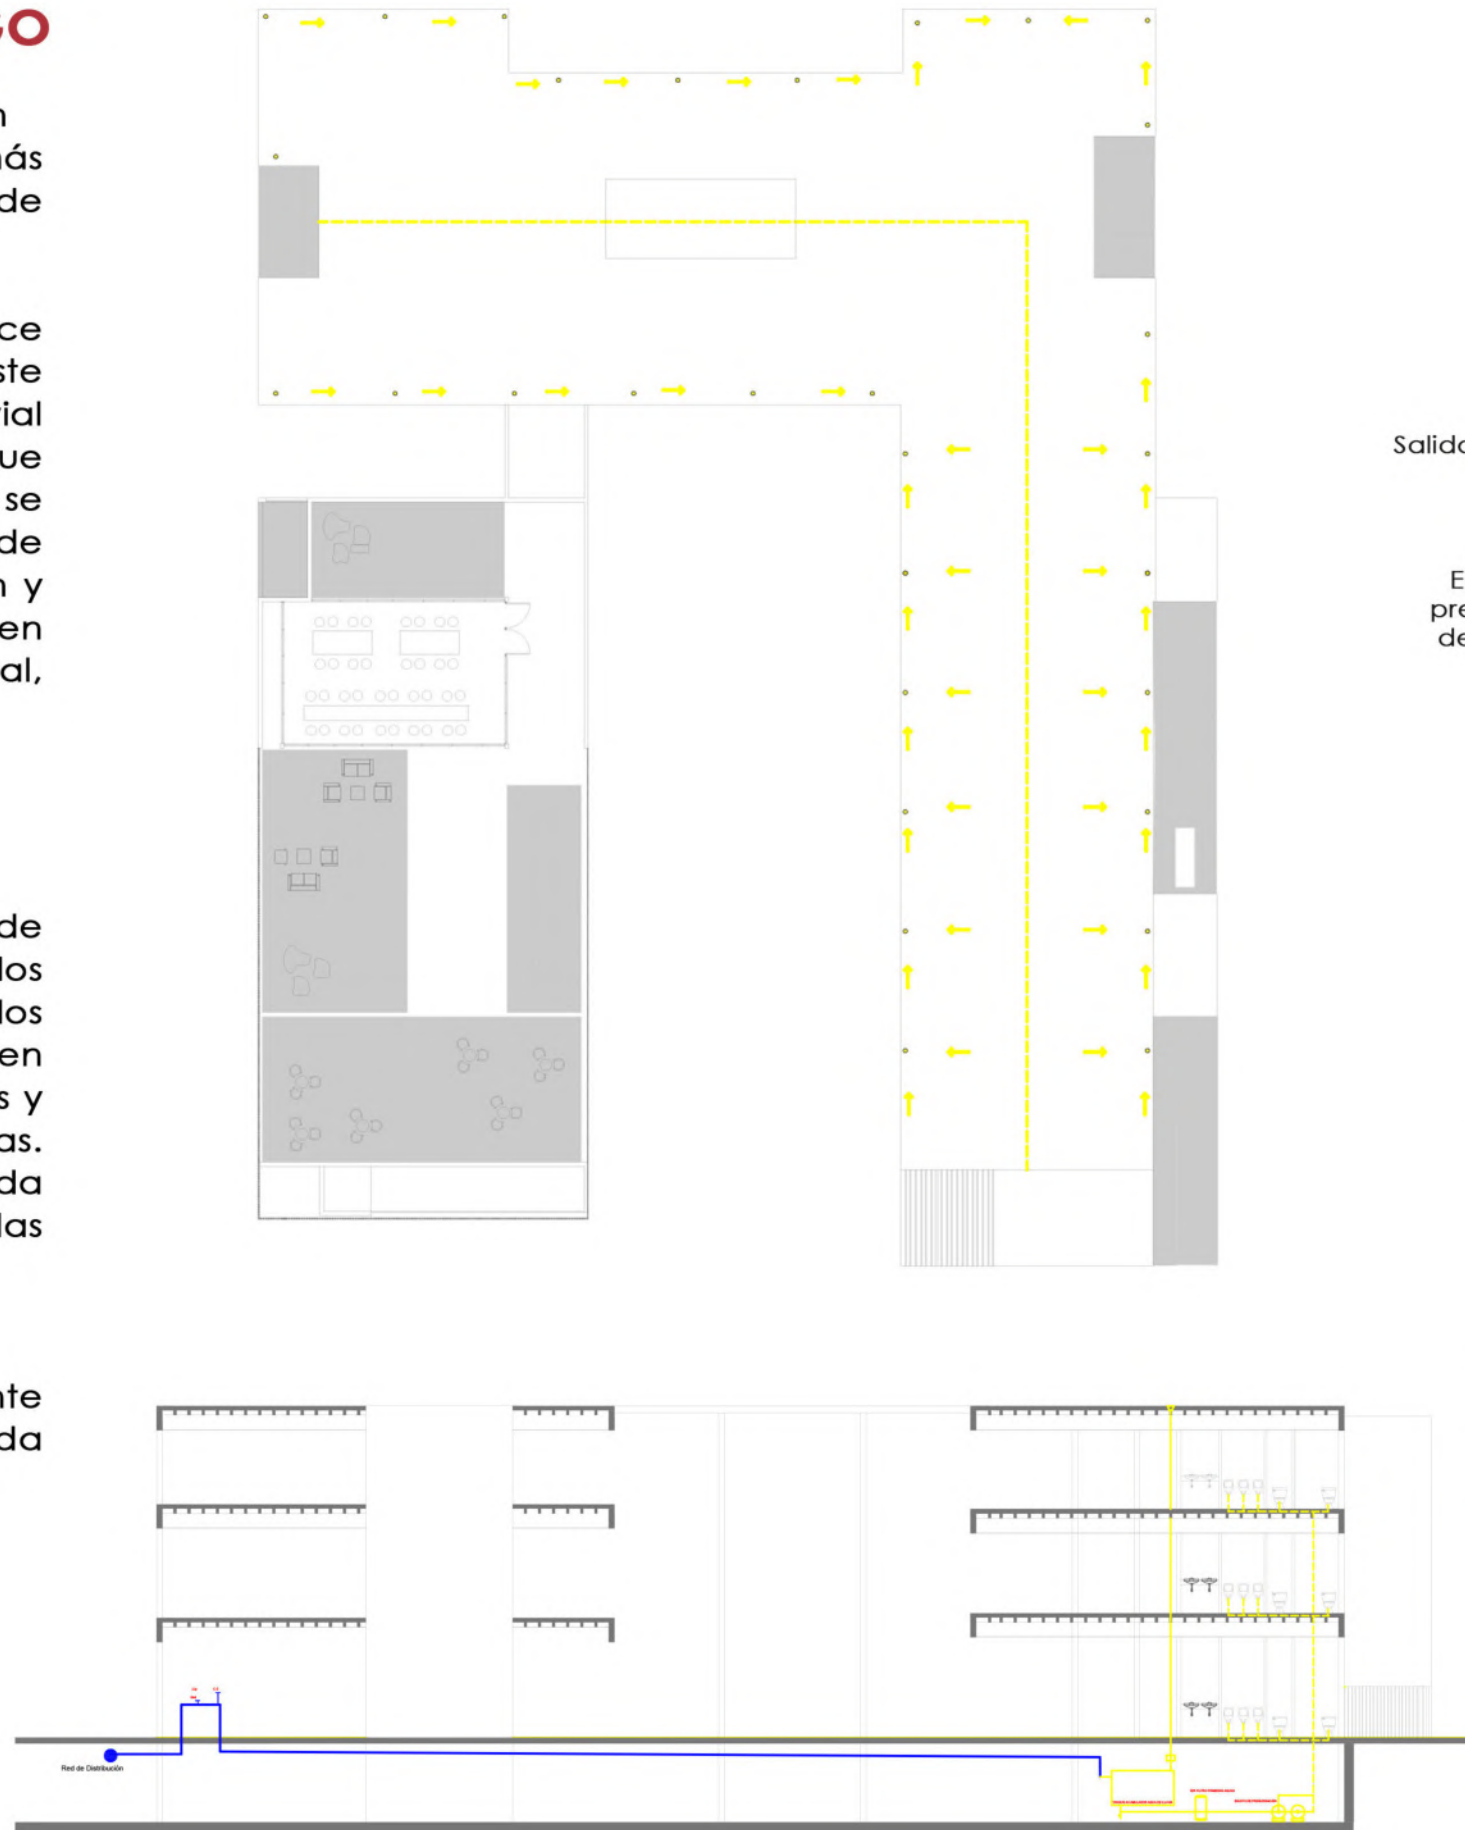 GO
n
más
de
ce
ste
rial
ue
se
de
n y
en
al,
Salida
E
pre
de
de
los
los
en
s y
as.
da
las
nte
da
Red de Distribución